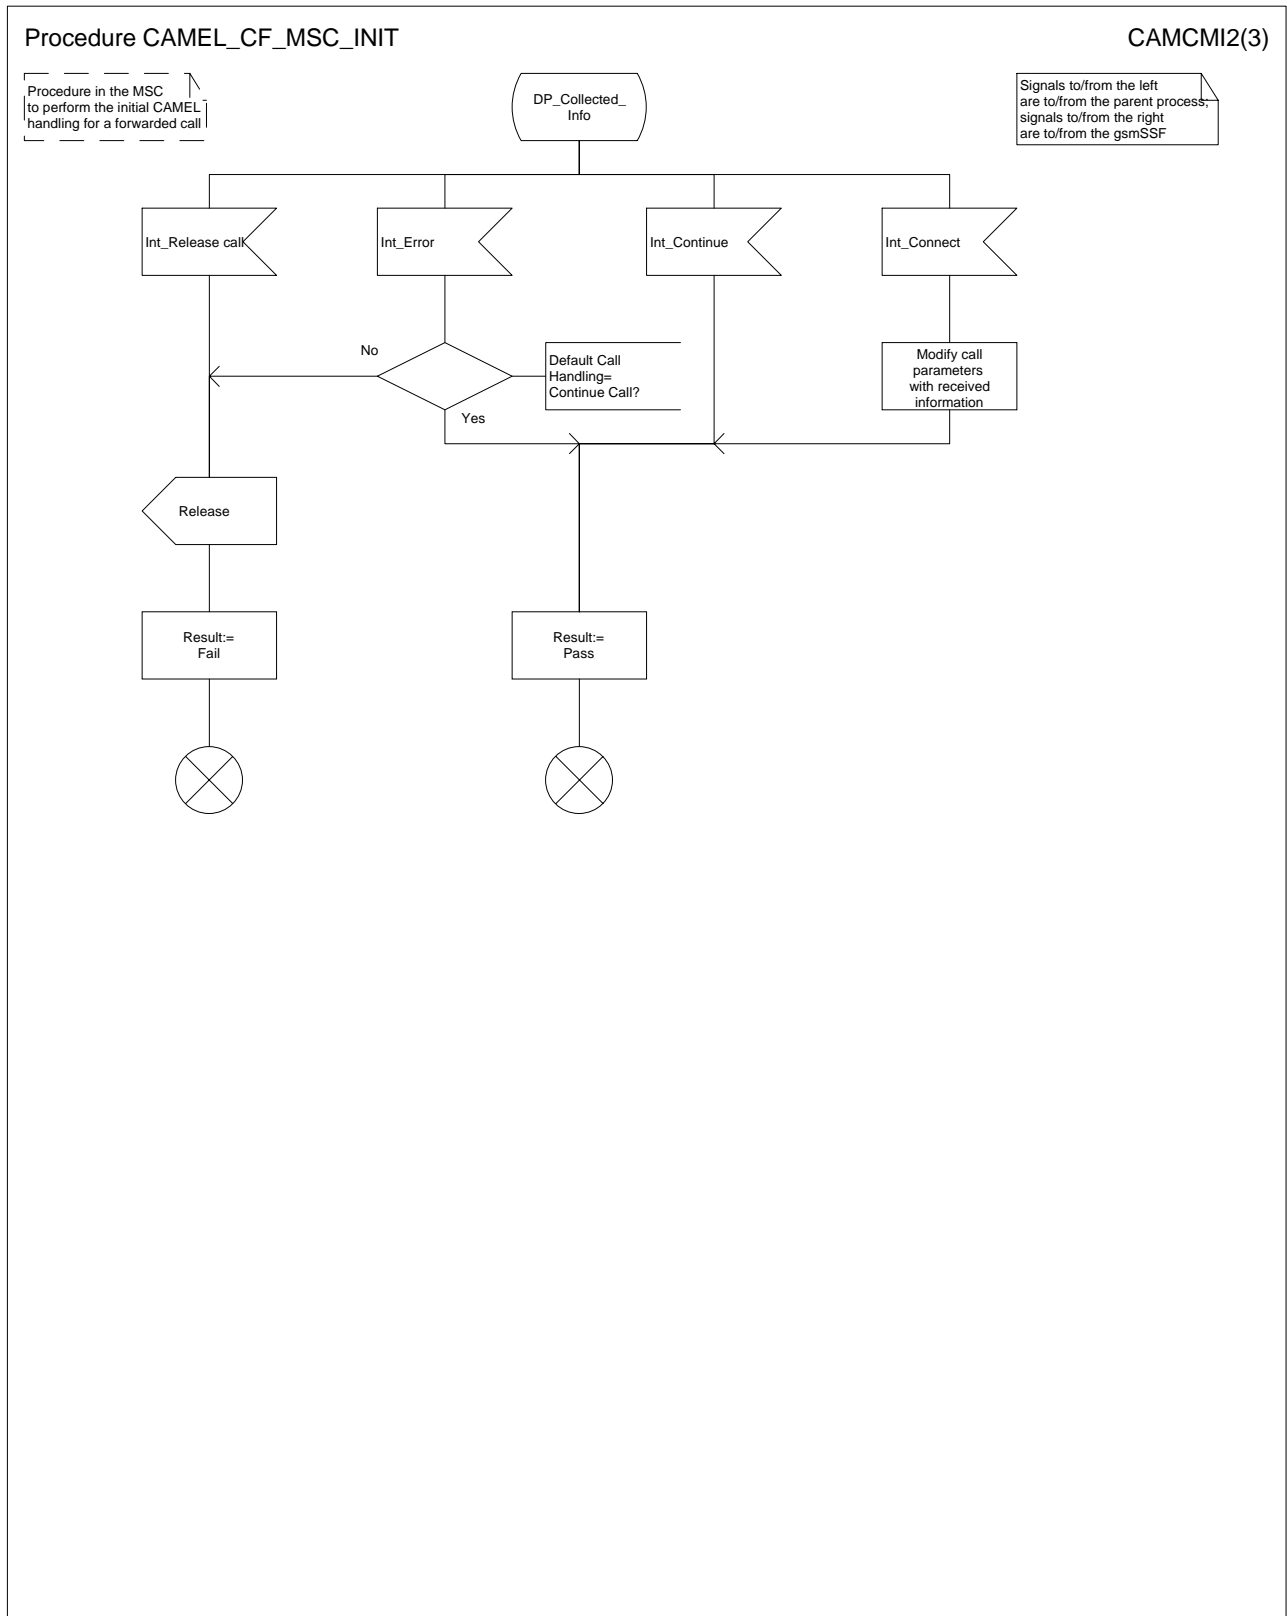 Procedure CAMEL_CF_MSC_INIT
CAMCMI2(3)
Procedure in the MSC
to perform the initial CAMEL
handling for a forwarded call
DP_Collected_
Info
Signals to/from the left
are to/from the parent process;
signals to/from the right
are to/from the gsmSSF
Int_Release call
Int_Error
Int_Continue
Int_Connect
No
Default Call
Handling=
Continue Call?
Modify call
parameters
with received
information
Yes
Release
Result:=
Fail
Result:=
Pass